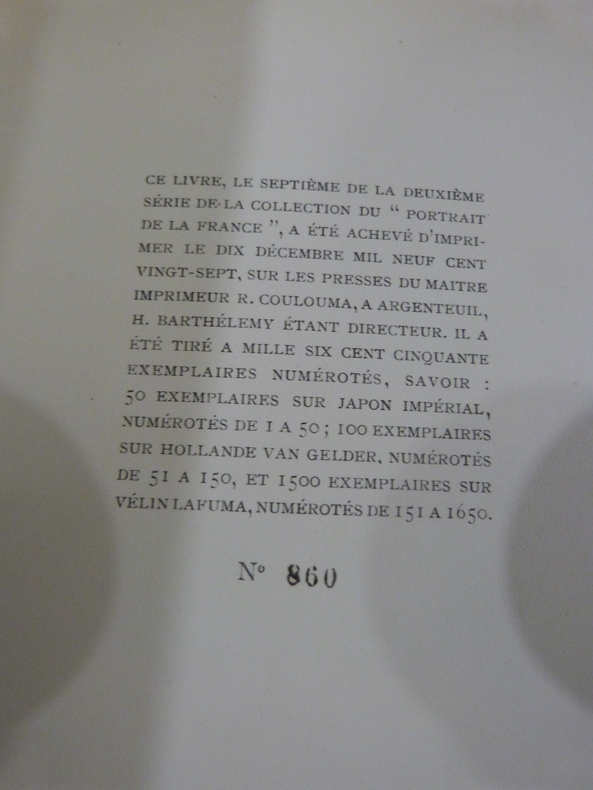 CE LIVRE, LE SEPTIÈME DE LA DEUXIÈME
SÉRIE DE LA COLLECTION DU “ PORTRAIT
DE LA FRANCE ”, A ÉTÉ ACHEVÉ D'IMPRI-
MER LE DIX DÉCEMBRE MIL NEUF CENT
VINGT-SEPT, SUR LES PRESSES DU MAITRE
IMPRIMEUR R. COULOUMA, A ARGENTEUIL,
H. BARTHÉLEMY ÉTANT DIRECTEUR. IL A
ÉTÉ TIRÉ A MILLE SIX CENT CINQUANTE
EXEMPLAIRES NUMÉROTÉS, SAVOIR :
50 EXEMPLAIRES SUR JAPON IMPÉRIAL,
NUMÉROTÉS DE 1 A 50 ; 100 EXEMPLAIRES
SUR HOLLANDE VAN GELDER, NUMÉROTÉS
DE 51 A 150, ET 1500 EXEMPLAIRES SUR
VÉLIN LAFUMA, NUMÉROTÉS DE 151 A 1650.
Nº 860